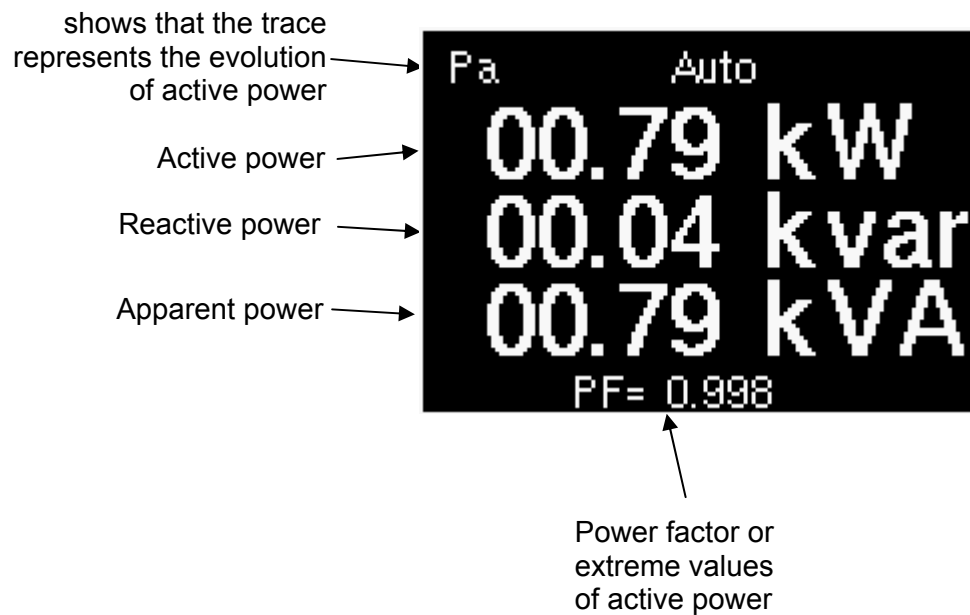 shows that the trace
represents the evolution
of active power
Pa Auto
Active power
00.79 kW
Reactive power
00.04 kvar
Apparent power
00.79 kVA
PF= 0.998
Power factor or
extreme values
of active power